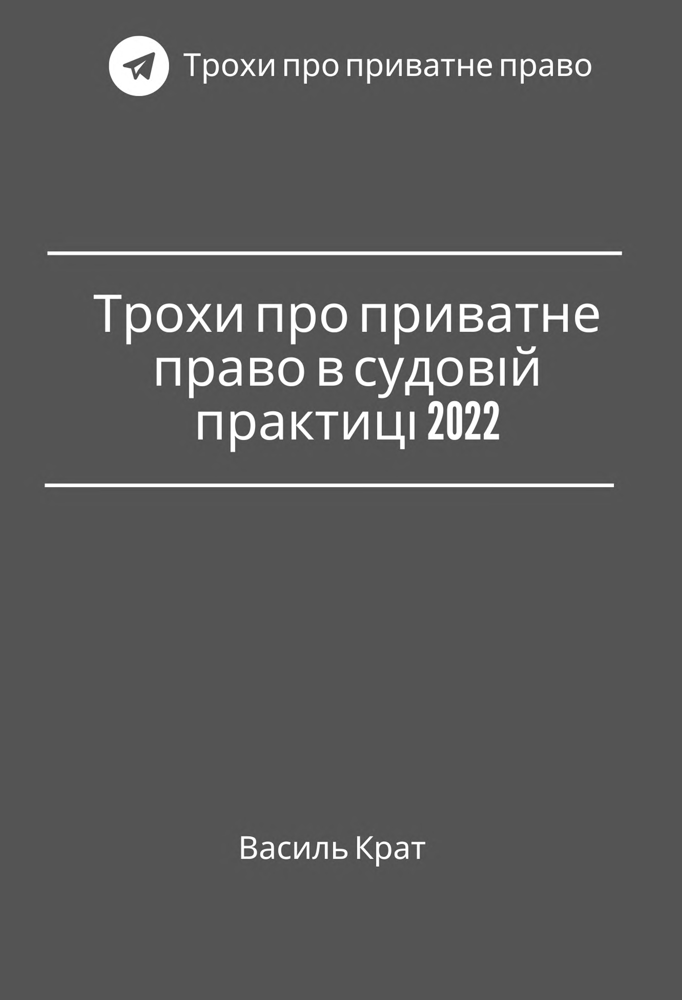 Трохи про приватне право
Трохи про приватне
право в судовій
практиці 2022
Василь Крат